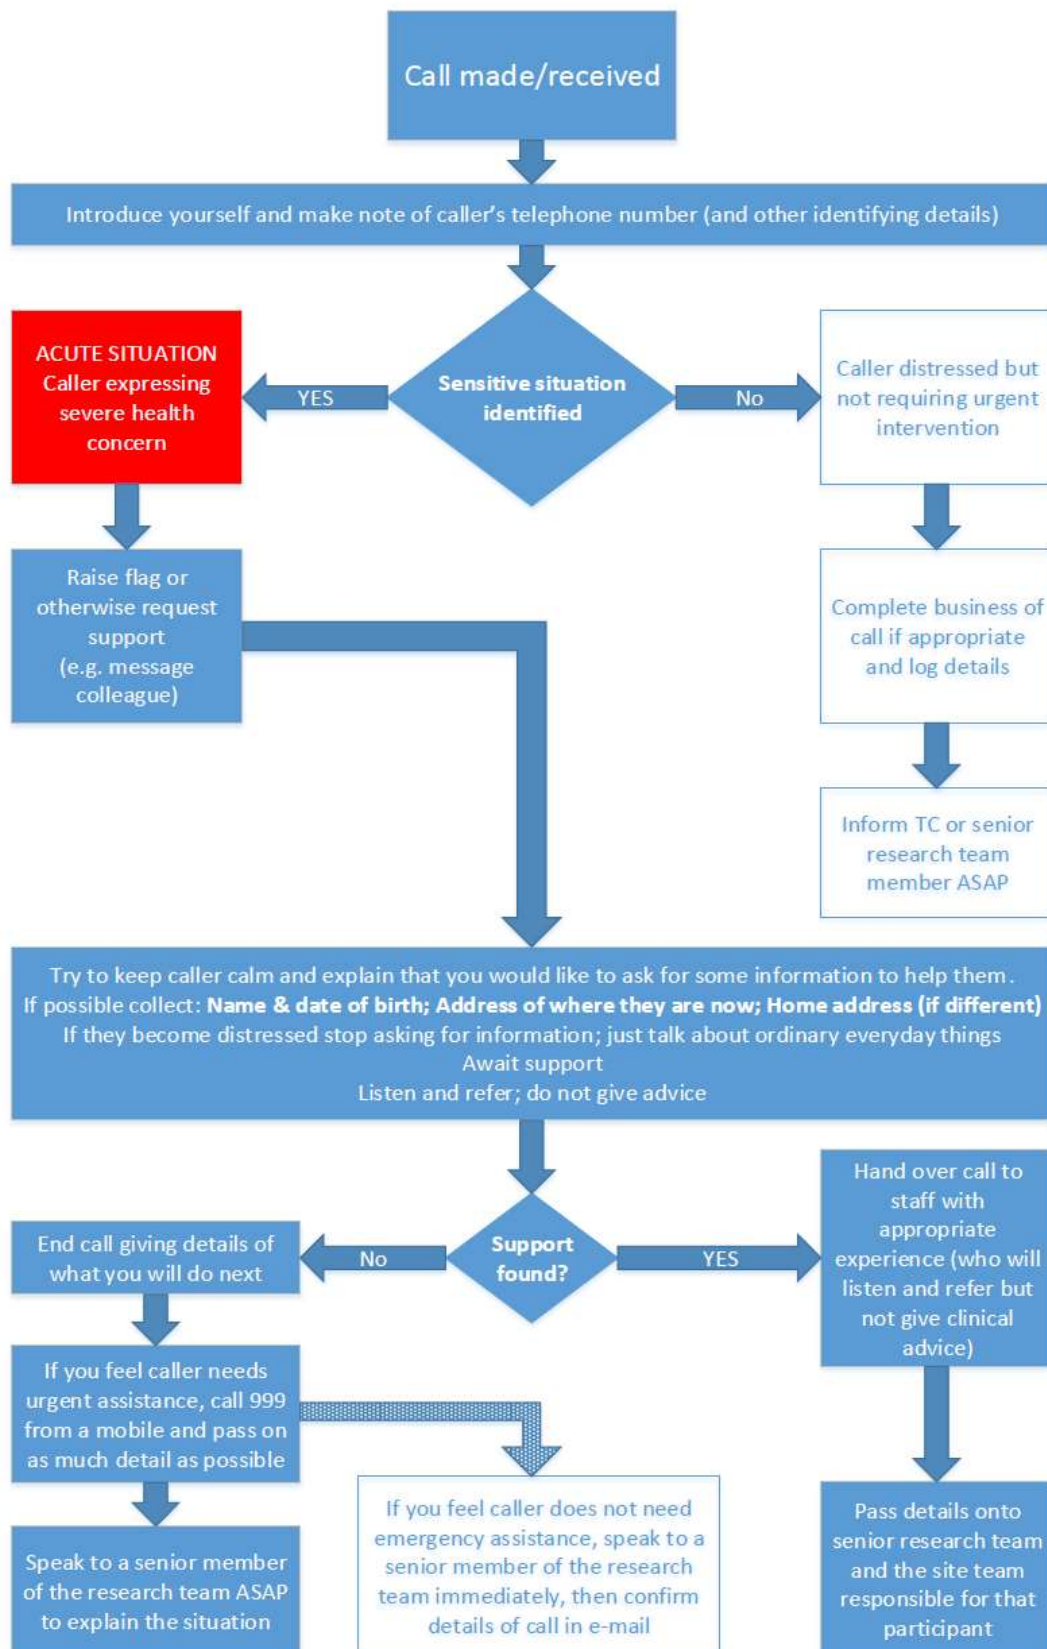 Call made/received
Introduce yourself and make note of caller's telephone number (and other identifying details)
ACUTE SITUATION
Caller expressing
severe health
concern
YES
Sensitive situation
identified
No
Caller distressed but
not requiring urgent
intervention
Raise flag or
otherwise request
support
(e.g. message
colleague)
Complete business of
call if appropriate
and log details
Inform TC or senior
research team
member ASAP
Try to keep caller calm and explain that you would like to ask for some information to help them.
If possible collect: Name & date of birth; Address of where they are now; Home address (if different)
If they become distressed stop asking for information; just talk about ordinary everyday things
Await support
Listen and refer; do not give advice
End call giving details of
what you will do next
No
Support
found?
YES
Hand over call to
staff with
appropriate
experience (who will
listen and refer but
not give clinical
advice)
If you feel caller needs
urgent assistance, call 999
from a mobile and pass on
as much detail as possible
Speak to a senior member
of the research team ASAP
to explain the situation
If you feel caller does not need
emergency assistance, speak to a
senior member of the research
team immediately, then confirm
details of call in e-mail
Pass details onto
senior research team
and the site team
responsible for that
participant